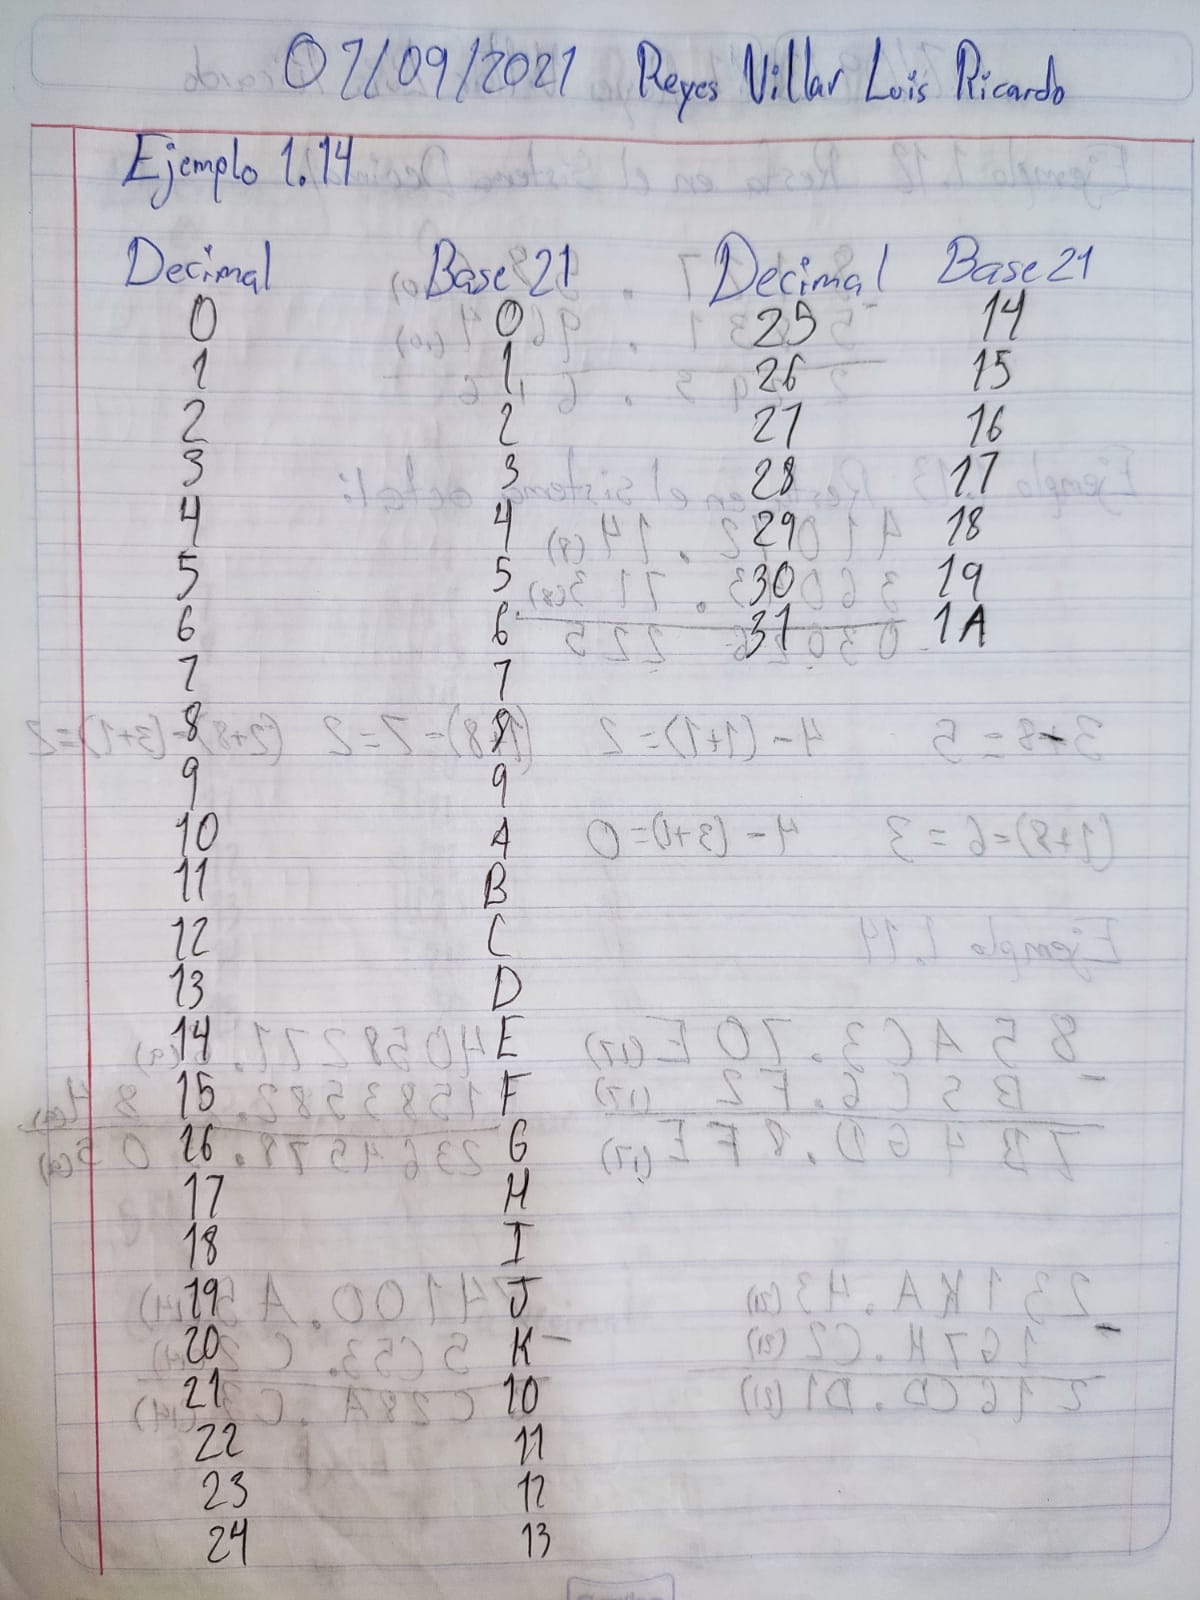 07/09/2021 Reyes Villar Luis Ricardo
Ejemplo 1.14
Decimal Base 21 Decimal Base 21
0 0 25 14
1 1 26 15
2 2 27 16
3 3 28 17
4 4 29 18
5 5 30 19
6 6 31 1A
7 7
8 8
9 9
10 A
11 B
12 C
13 D
14 E
15 F
26 G
17 H
18 I
19 J
20 K
21 10
22 11
23 12
24 13